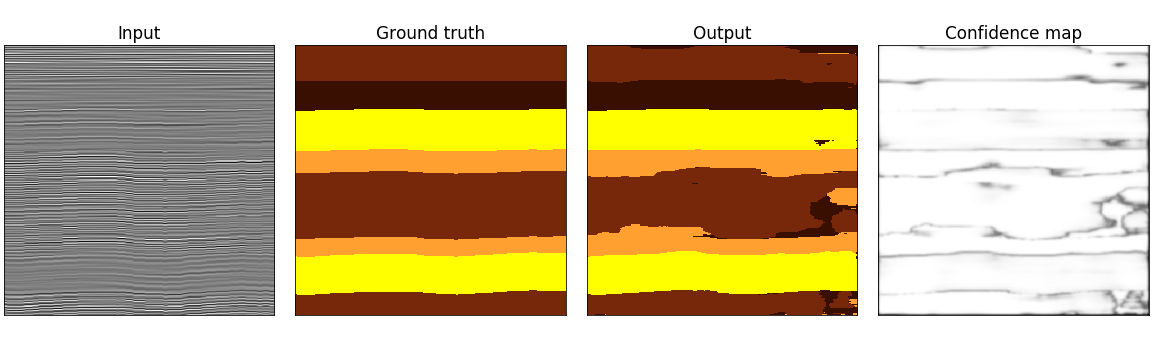 Input
Ground truth
Output
Confidence map